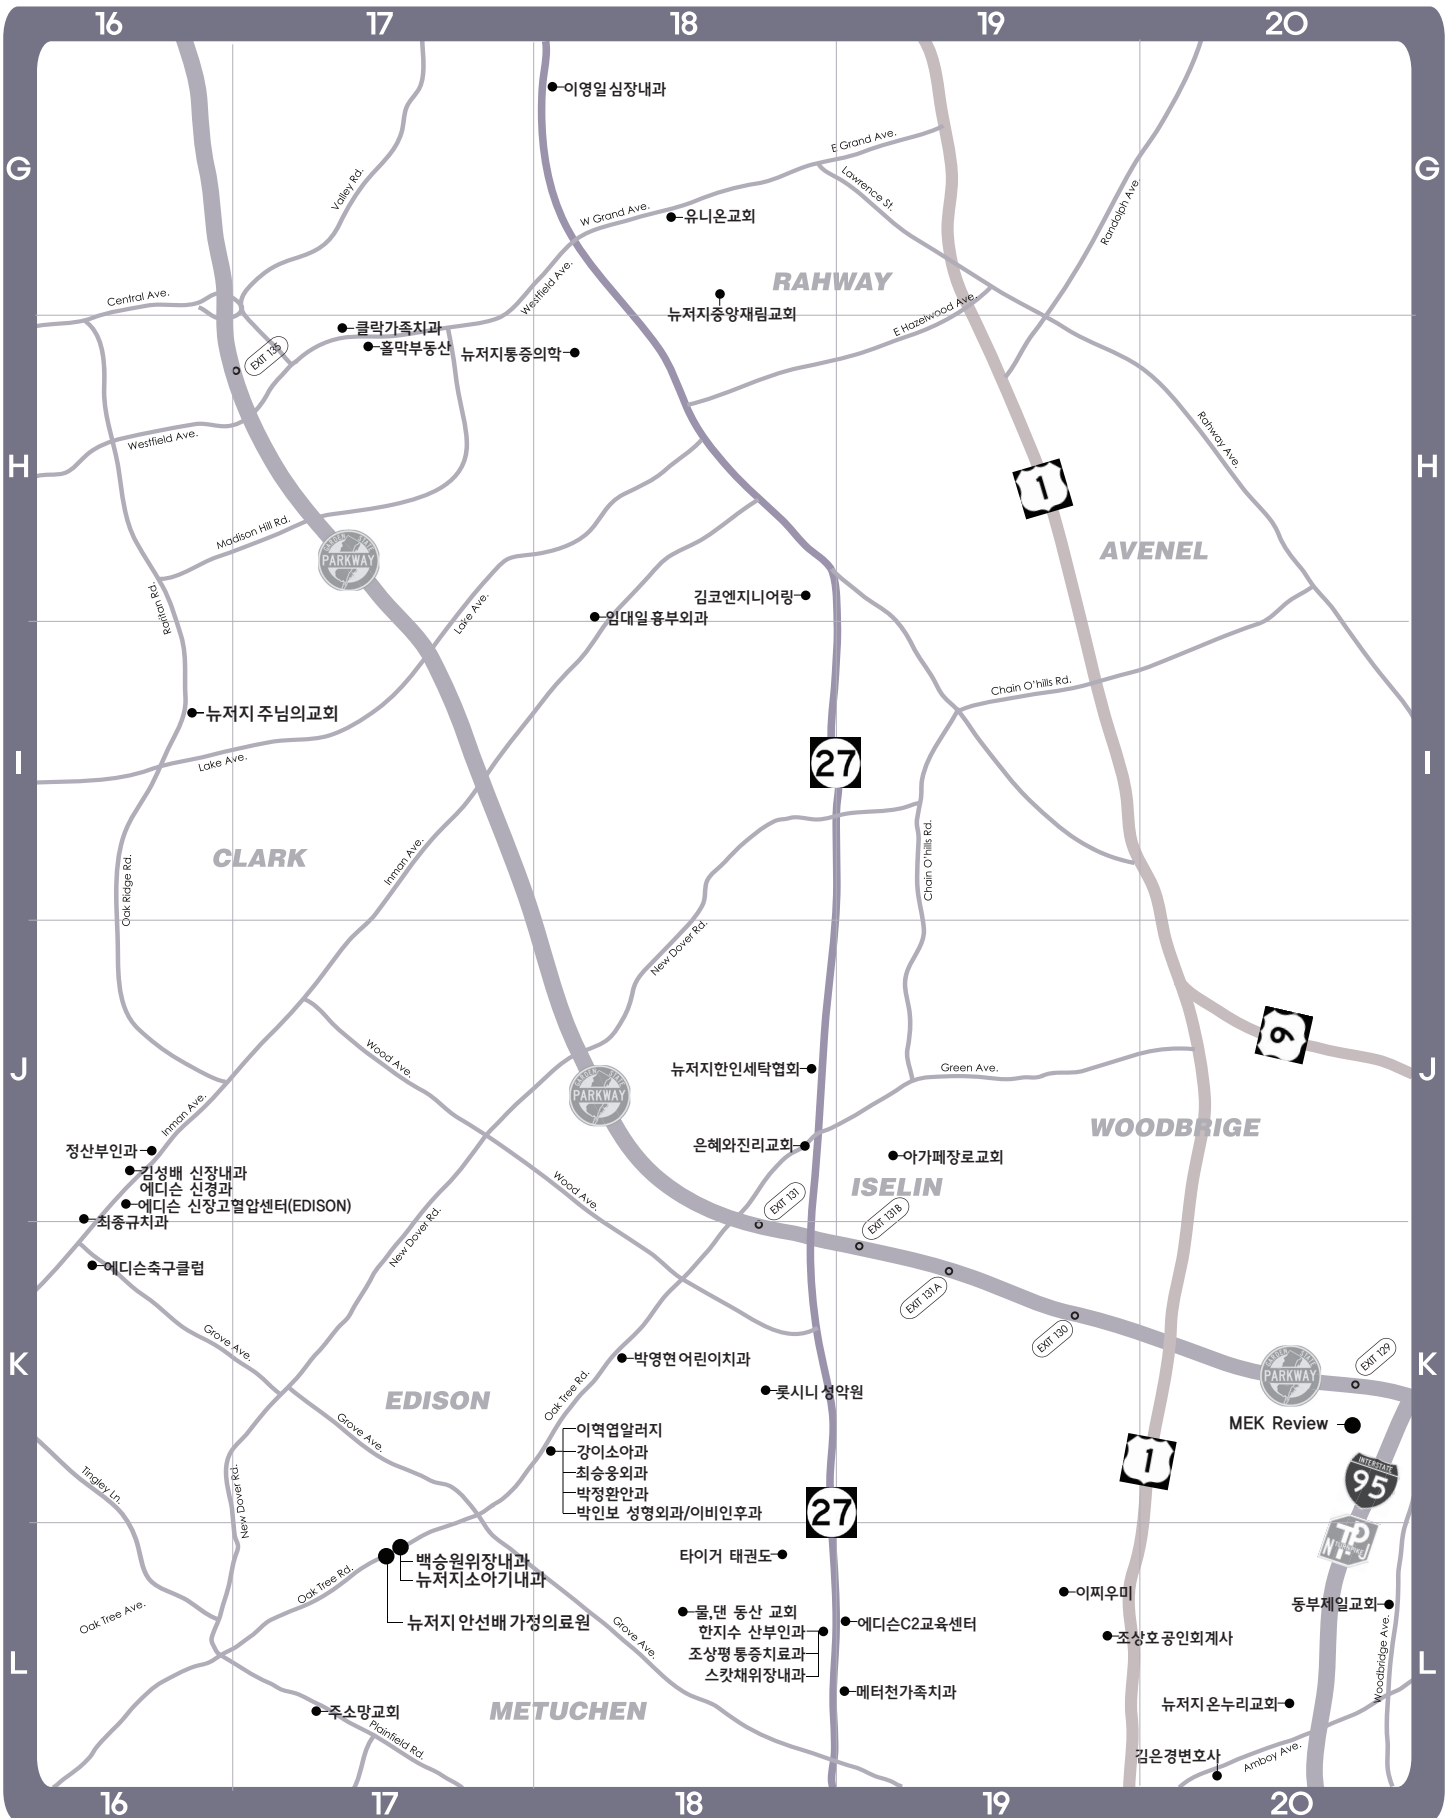 16 17 18 19 20
이영일심장내과
E Grand Ave.
G G
Lawrence St.
Valley Rd.
Randolph Ave
W Grand Ave.
유니온교회
Westfield Ave.
RAHWAY
Central Ave.
뉴저지중앙재림교회
E Hazelwood Ave.
클락가족치과
홀막부동산
뉴저지통증의학
EXIT 135
Westfield Ave.
Rahway Ave.
H H
1
Madison Hill Rd.
GARDEN STATE
PARKWAY
AVENEL
Raritan Rd.
김코엔지니어링
임대일흉부외과
Lake Ave.
Chain O'hills Rd.
뉴저지 주님의교회
Lake Ave.
I I
27
CLARK
Inman Ave.
Chain O'hills Rd.
Oak Ridge Rd.
New Dover Rd.
9
Wood Ave.
뉴저지한인세탁협회
Green Ave.
J J
GARDEN STATE
PARKWAY
Inman Ave.
WOODBRIGE
정산부인과
은혜와진리교회
아가페장로교회
김성배 신장내과
에디슨 신경과
ISELIN
Wood Ave.
EXIT 131
에디슨 신장고혈압센터(EDISON)
EXIT 131B
최종규치과
New Dover Rd.
에디슨축구클럽
EXIT 131A
EXIT 130
Grove Ave.
EXIT 129
K K
박영현어린이치과
GARDEN STATE
PARKWAY
롯시니 성악원
EDISON
Oak Tree Rd.
Grove Ave.
MEK Review
이혁엽알러지
강이소아과
1
최승웅외과
INTERSTATE
95
Tingley Ln.
박정환안과
New Dover Rd.
박인보 성형외과/이비인후과
27
NJ TP TURNPIKE
타이거 태권도
백승원위장내과
뉴저지소아기내과
Oak Tree Rd.
이찌우미
동부제일교회
Oak Tree Ave.
물,댄 동산 교회
뉴저지 안선배 가정의료원
에디슨C2교육센터
한지수 산부인과
조상호 공인회계사
Grove Ave.
조상평통증치료과
L L
Woodbridge Ave.
스캇채위장내과
메터천가족치과
뉴저지 온누리교회
METUCHEN
주소망교회
Plainfield Rd.
김은경변호사
Amboy Ave.
16 17 18 19 20